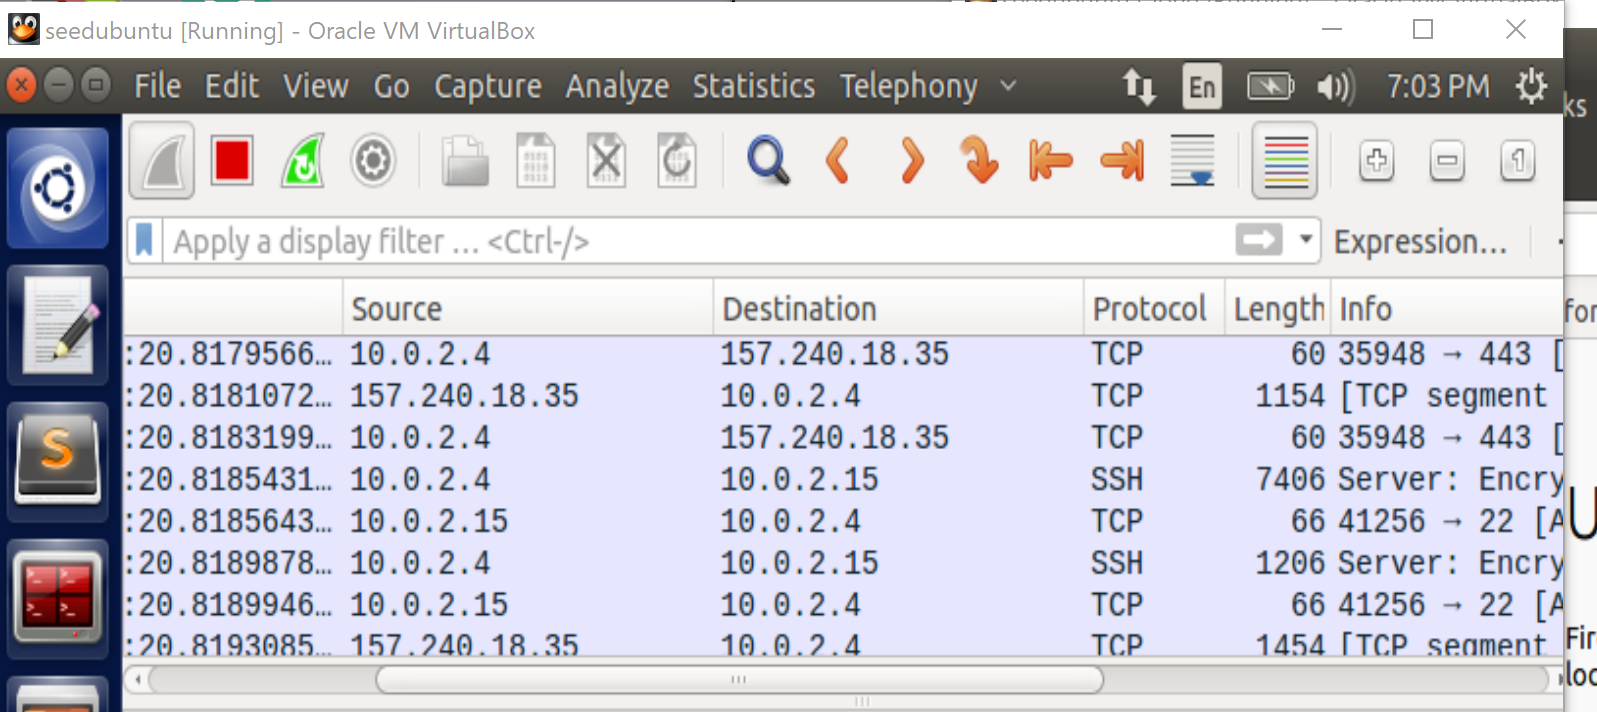 seedubuntu [Running] - Oracle VM VirtualBox
File Edit View Go Capture Analyze Statistics Telephony En 7:03 PM
ks
Apply a display filter ... <Ctrl-/> Expression...
Source Destination Protocol Length Info
for
:20.8179566... 10.0.2.4 157.240.18.35 TCP 60 35948 → 443 [
:20.8181072... 157.240.18.35 10.0.2.4 TCP 1154 [TCP segment
:20.8183199... 10.0.2.4 157.240.18.35 TCP 60 35948 → 443 [
:20.8185431... 10.0.2.4 10.0.2.15 SSH 7406 Server: Encry
:20.8185643... 10.0.2.15 10.0.2.4 TCP 66 41256 → 22 [A
U
:20.8189878... 10.0.2.4 10.0.2.15 SSH 1206 Server: Encry
:20.8189946... 10.0.2.15 10.0.2.4 TCP 66 41256 → 22 [A
:20.8193085... 157.240.18.35 10.0.2.4 TCP 1454 [TCP segment
Fir
loc